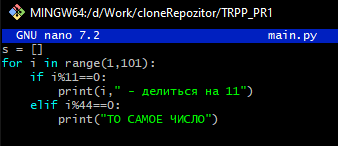 MINGW64:/d/Work/cloneRepozitor/TRPP_PR1
GNU nano 7.2 main.py
s = []
for i in range(1,101):
    if i%11==0:
        print(i," - делиться на 11")
    elif i%44==0:
        print("ТО САМОЕ ЧИСЛО")